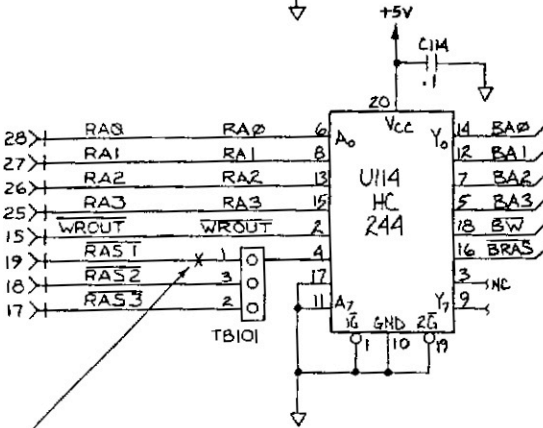 +5V
C114
.1
20
VCC
28 RA0 RAØ 6 A0 Y0 14 BAØ
27 RA1 RA1 8 12 BA1
26 RA2 RA2 13 U114 7 BA2
25 RA3 RA3 15 HC 5 BA3
15 WROUT WROUT 2 244 18 BW
19 RAS1 X 1 4 16 BRAS
18 RAS2 3 17 3 NC
17 RAS3 2 11 A7 Y7 9
TB101
1G GND 2G
1 10 19